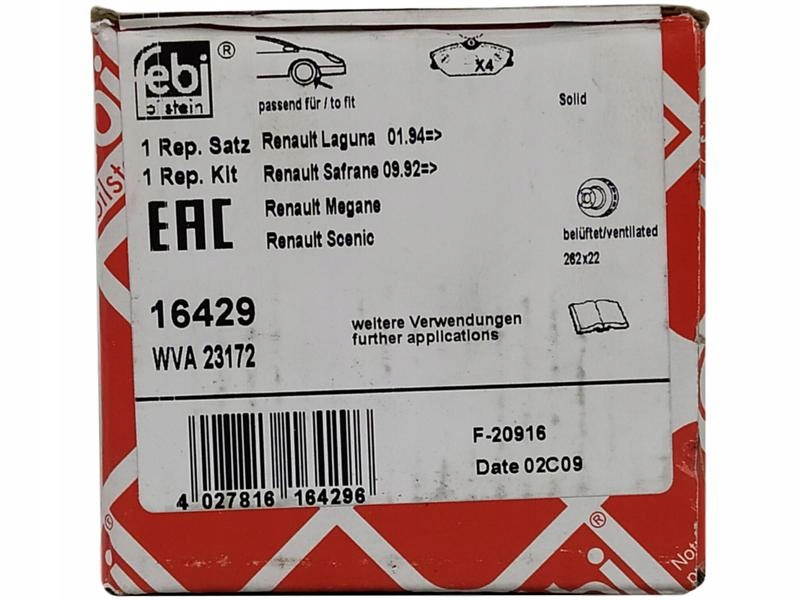 febi
bilstein
®
X4
passend für / to fit
Solid
1 Rep. Satz
Renault Laguna 01.94=>
1 Rep. Kit
Renault Safrane 09.92=>
EAC
Renault Megane
Renault Scenic
belüftet/ventilated
262x22
16429
WVA 23172
weitere Verwendungen
further applications
F-20916
Date 02C09
4 027816 164296
®